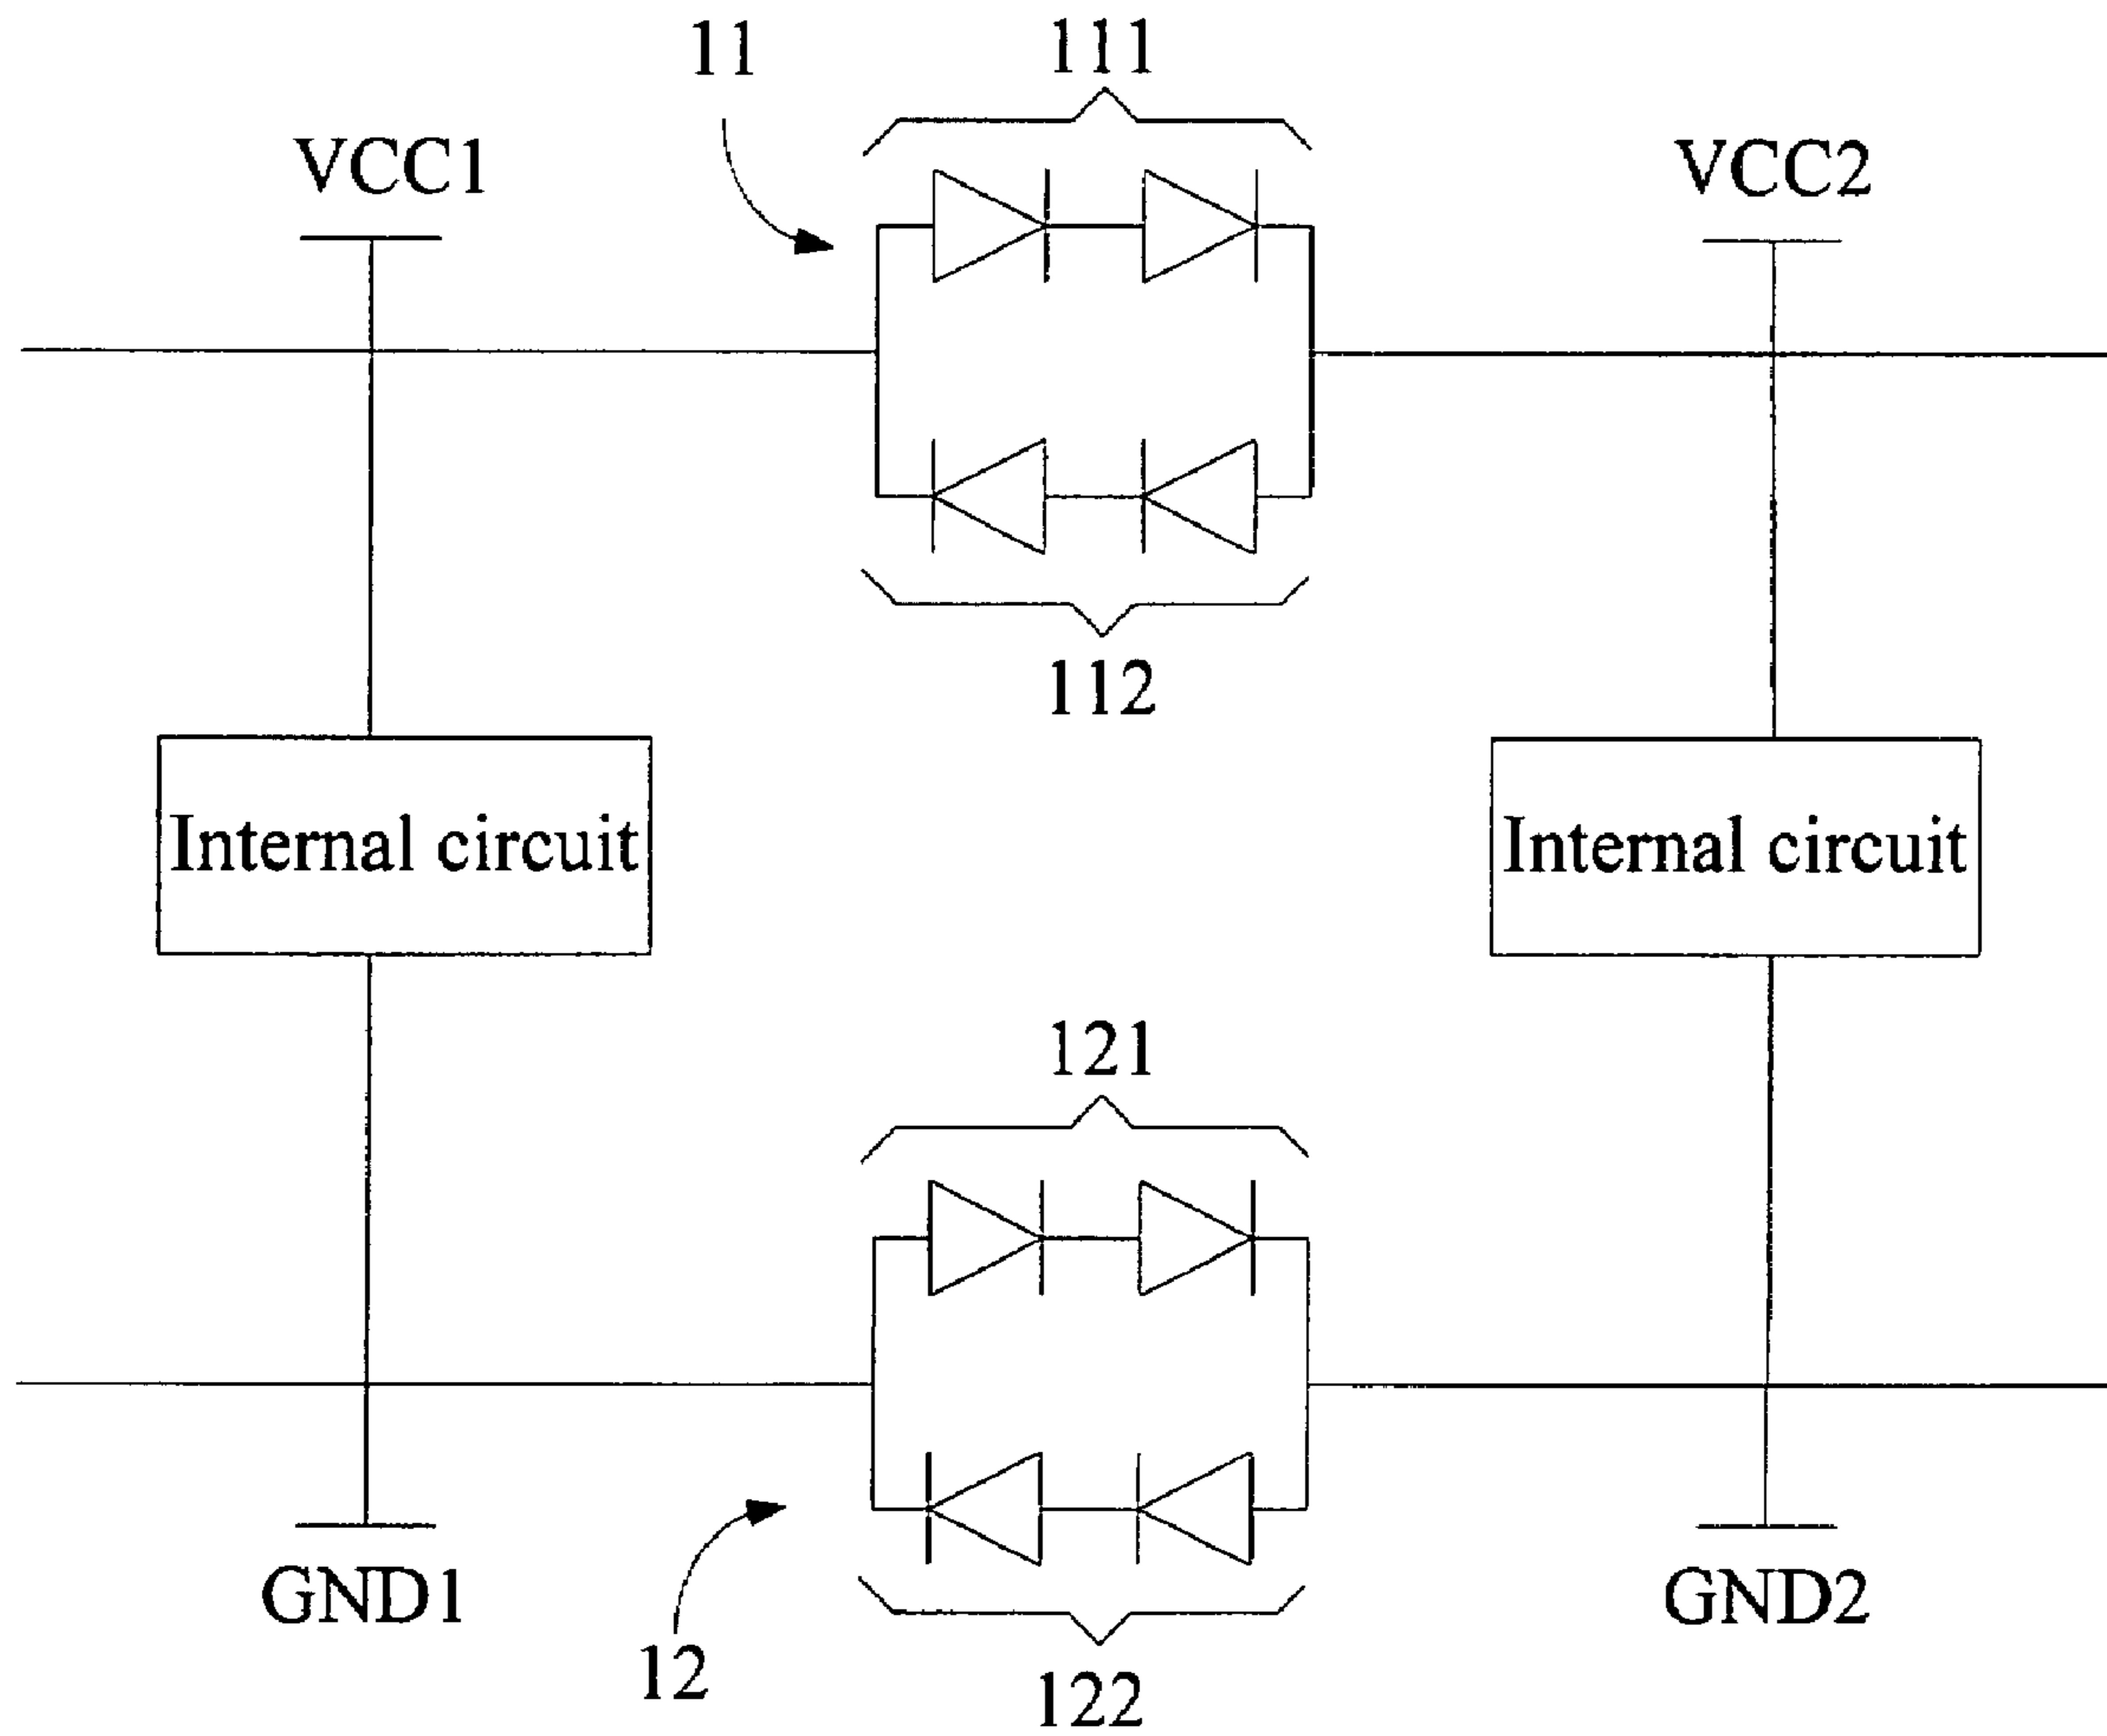 11
111
VCC1
VCC2
112
Internal circuit
Internal circuit
121
GND1
GND2
12
122